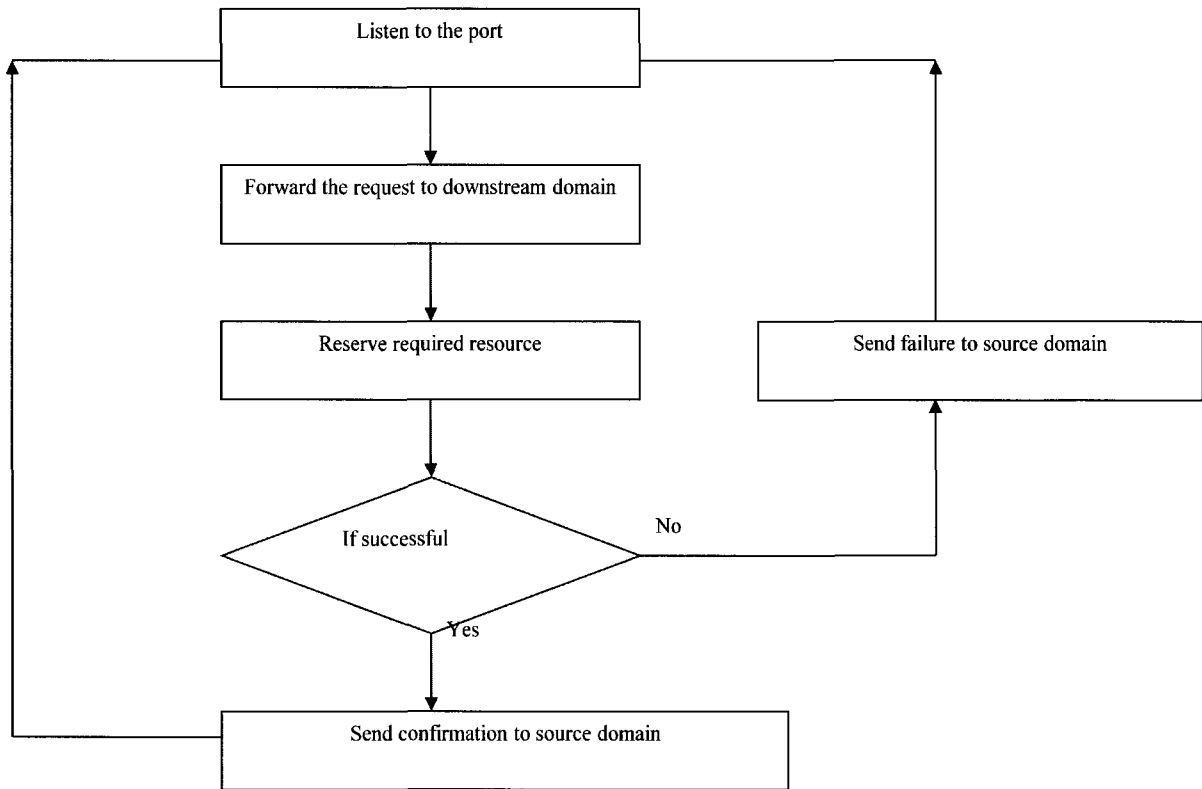 Listen to the port
Forward the request to downstream domain
Reserve required resource
Send failure to source domain
If successful
No
Yes
Send confirmation to source domain